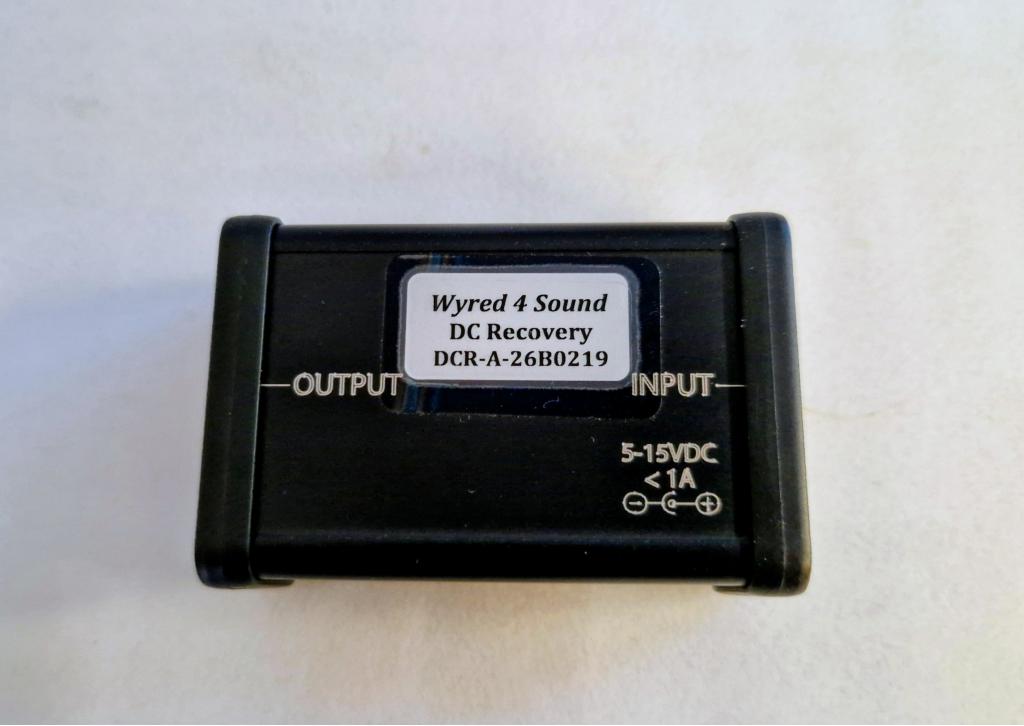 Wyred 4 Sound
DC Recovery
DCR-A-26B0219
OUTPUT
INPUT
5-15VDC
< 1A